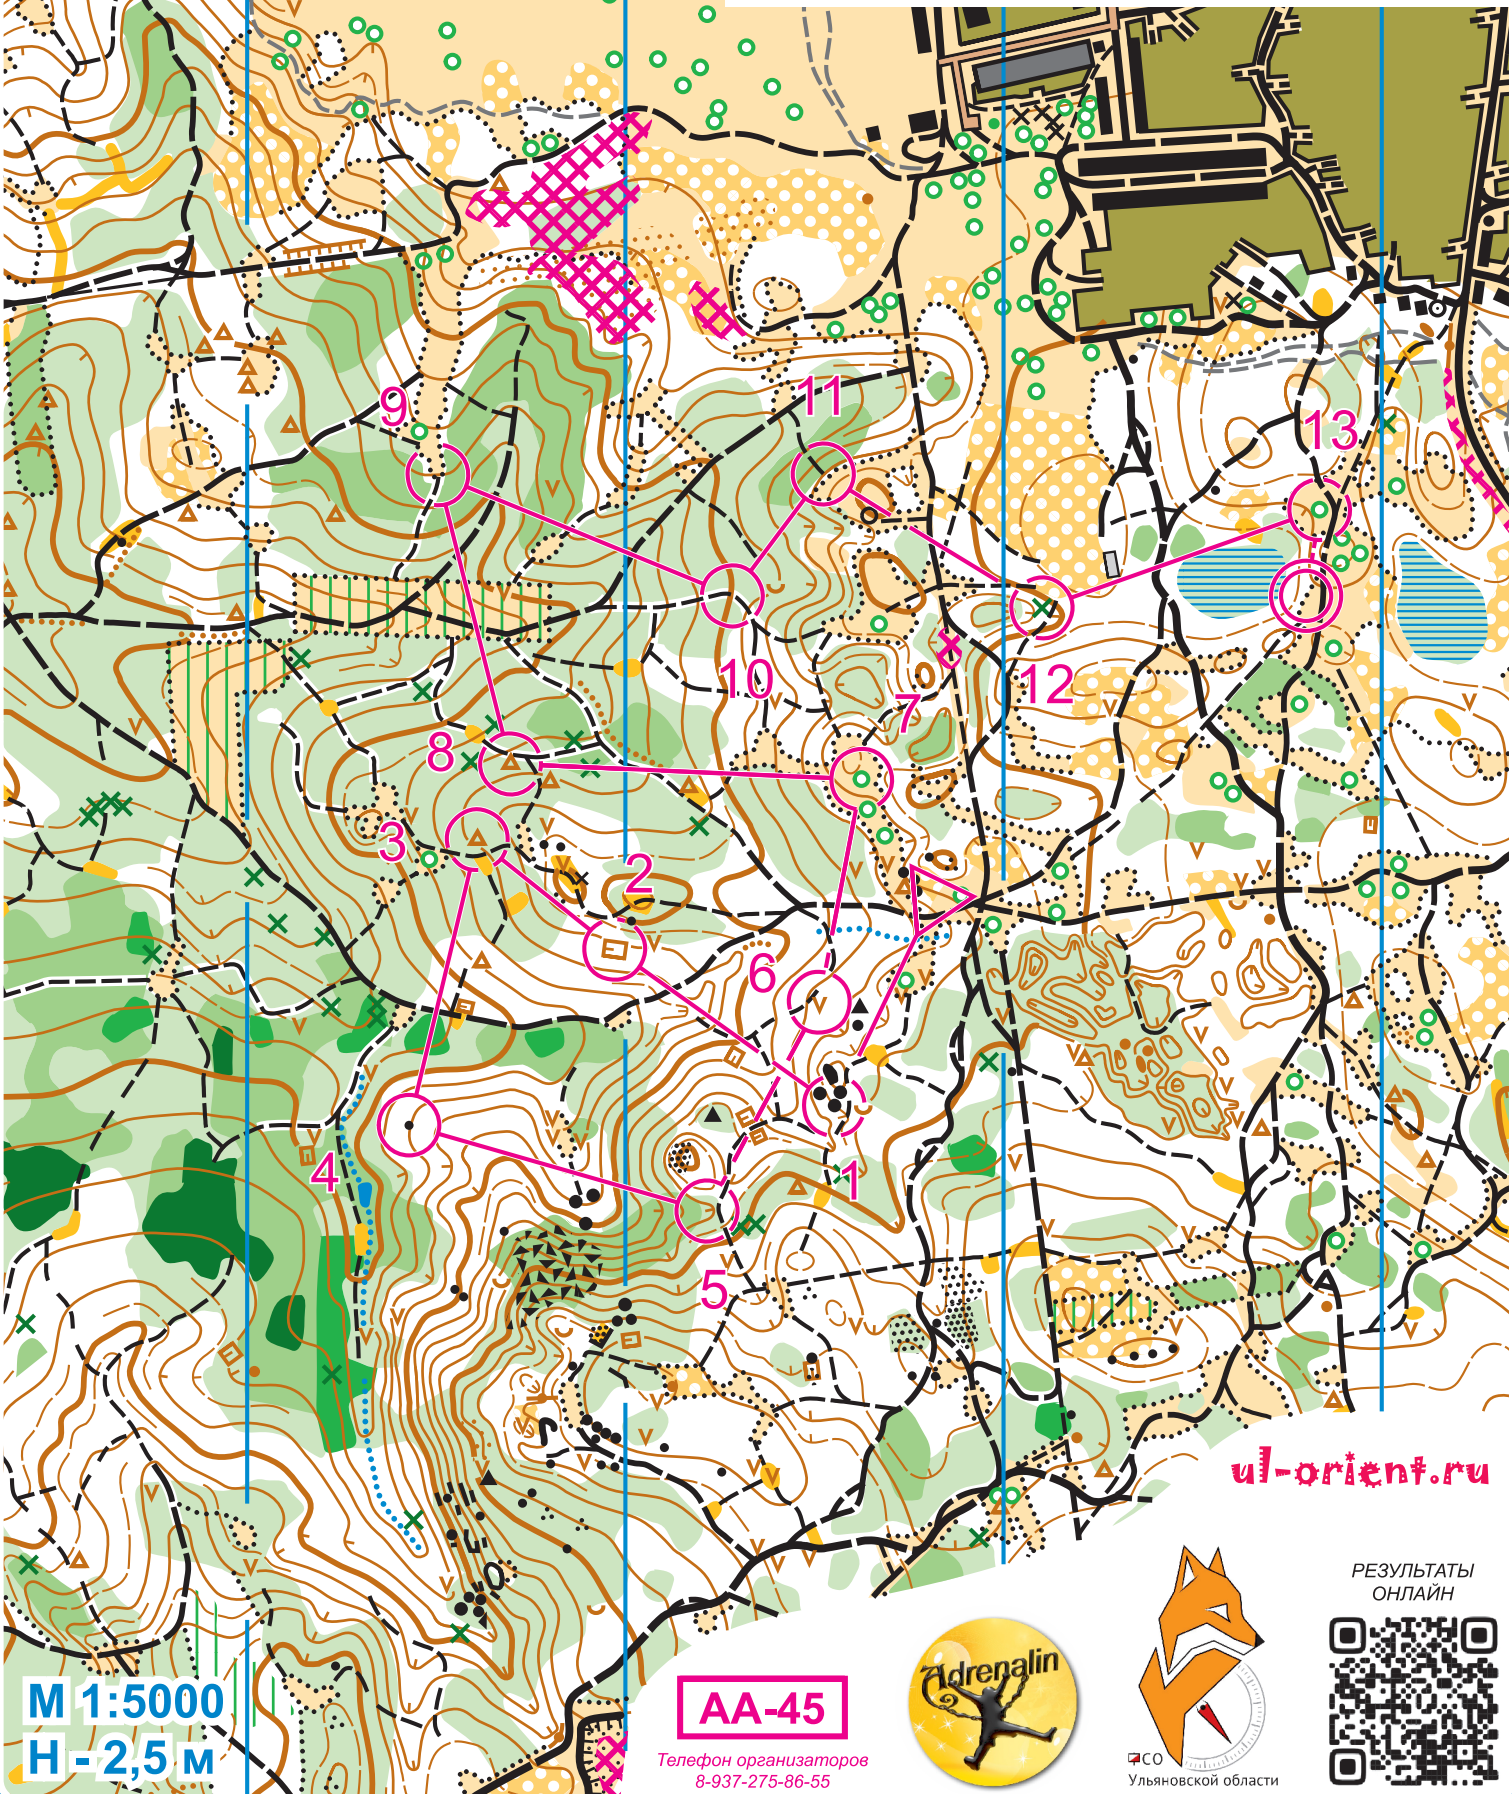 11
9
13
10
12
7
8
3
2
6
4
1
5
ul-orient.ru
РЕЗУЛЬТАТЫ
ОНЛАЙН
Adrenalin
М 1:5000
Н - 2,5 м
АА-45
Телефон организаторов
8-937-275-86-55
РСО
Ульяновской области